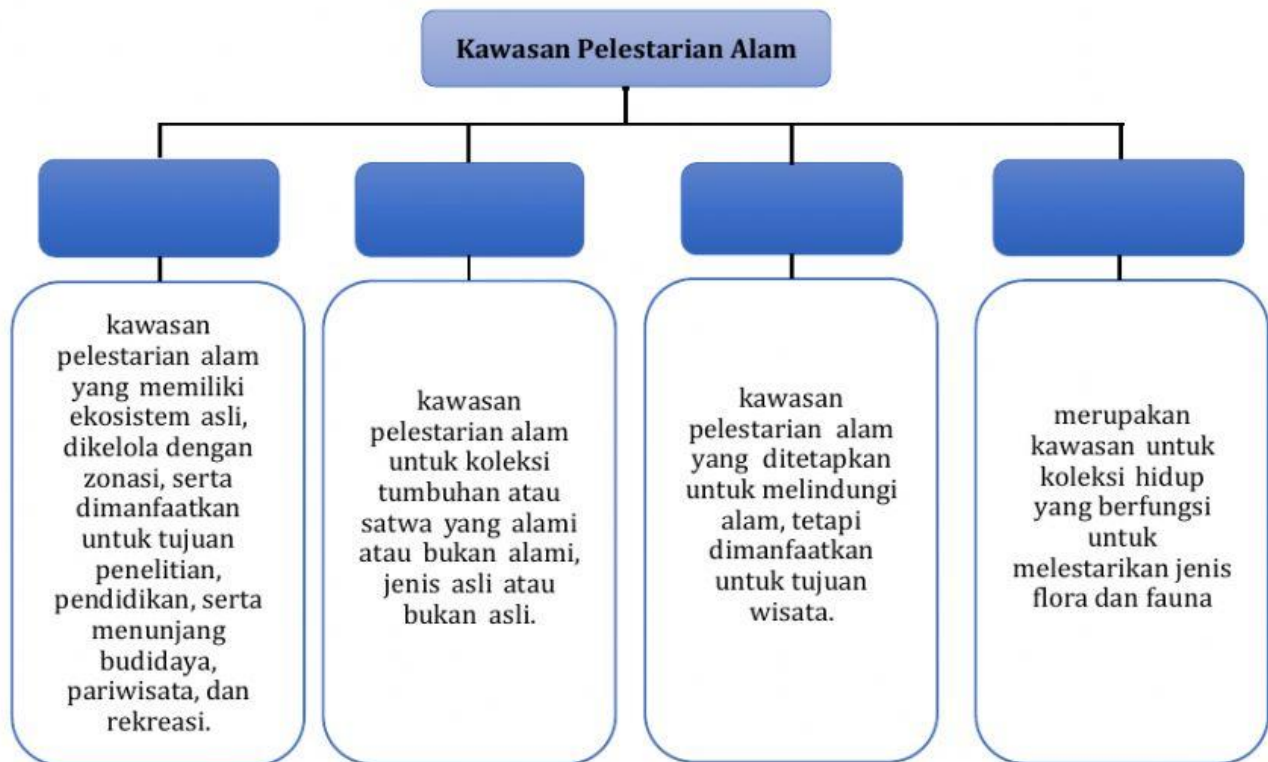 Kawasan Pelestarian Alam
kawasan
pelestarian alam
yang memiliki
ekosistem asli,
dikelola dengan
zonasi, serta
dimanfaatkan
untuk tujuan
penelitian,
pendidikan, serta
menunjang
budidaya,
pariwisata, dan
rekreasi.
kawasan
pelestarian alam
untuk koleksi
tumbuhan atau
satwa yang alami
atau bukan alami,
jenis asli atau
bukan asli.
kawasan
pelestarian alam
yang ditetapkan
untuk melindungi
alam, tetapi
dimanfaatkan
untuk tujuan
wisata.
merupakan
kawasan untuk
koleksi hidup
yang berfungsi
untuk
melestarikan jenis
flora dan fauna